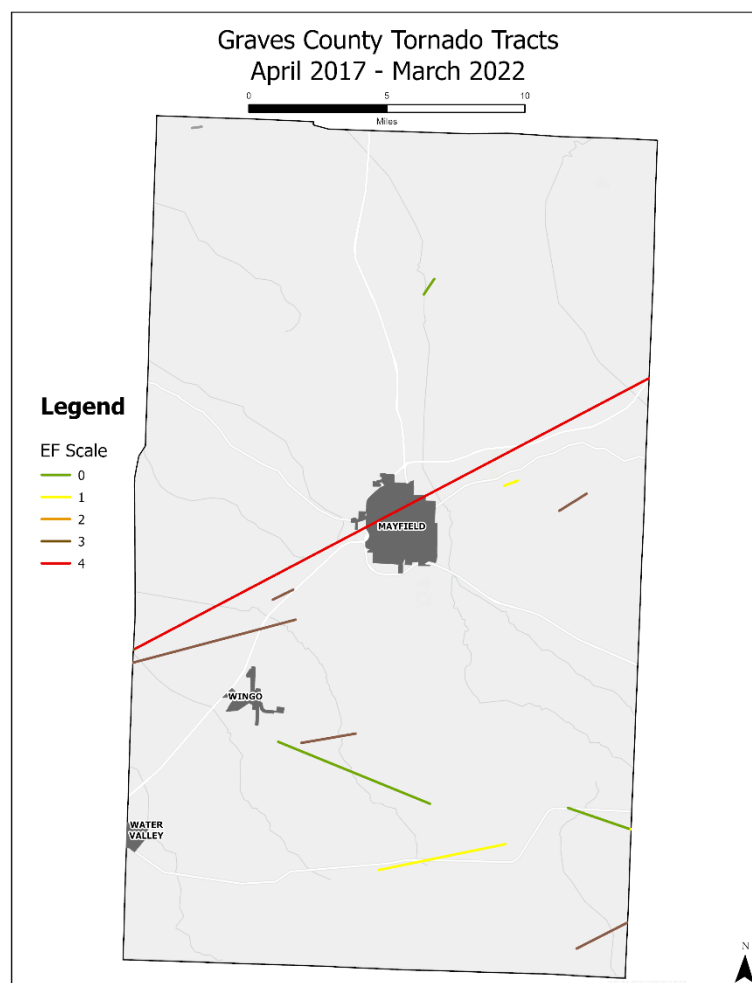 Graves County Tornado Tracts
April 2017 - March 2022
0 5 10
Miles
Legend
EF Scale
0
1
2
3
4
MAYFIELD
WINGO
WATER
VALLEY
N